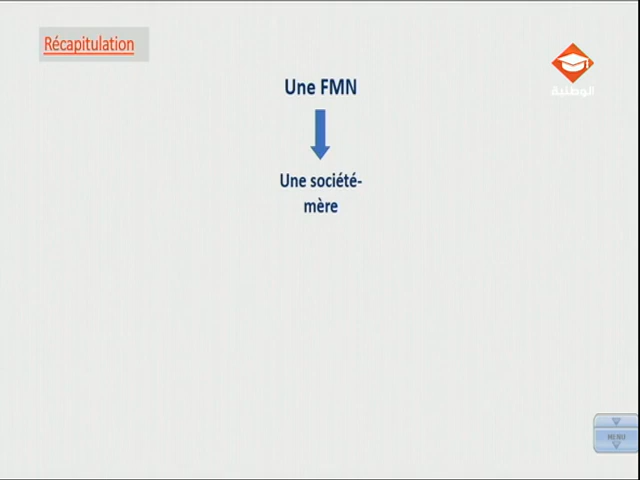 Récapitulation
Une FMN
الوطنية
Une société-
mère
MENU